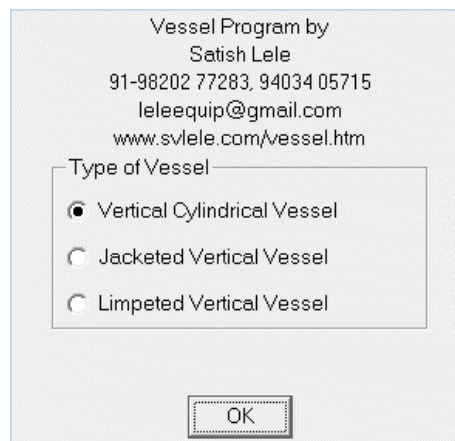 Vessel Program by
Satish Lele
91-98202 77283, 94034 05715
leleequip@gmail.com
www.svlele.com/vessel.htm
Type of Vessel
Vertical Cylindrical Vessel
Jacketed Vertical Vessel
Limpeted Vertical Vessel
OK